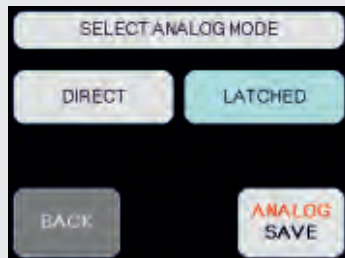 SELECT ANALOG MODE
DIRECT
LATCHED
BACK
ANALOG
SAVE